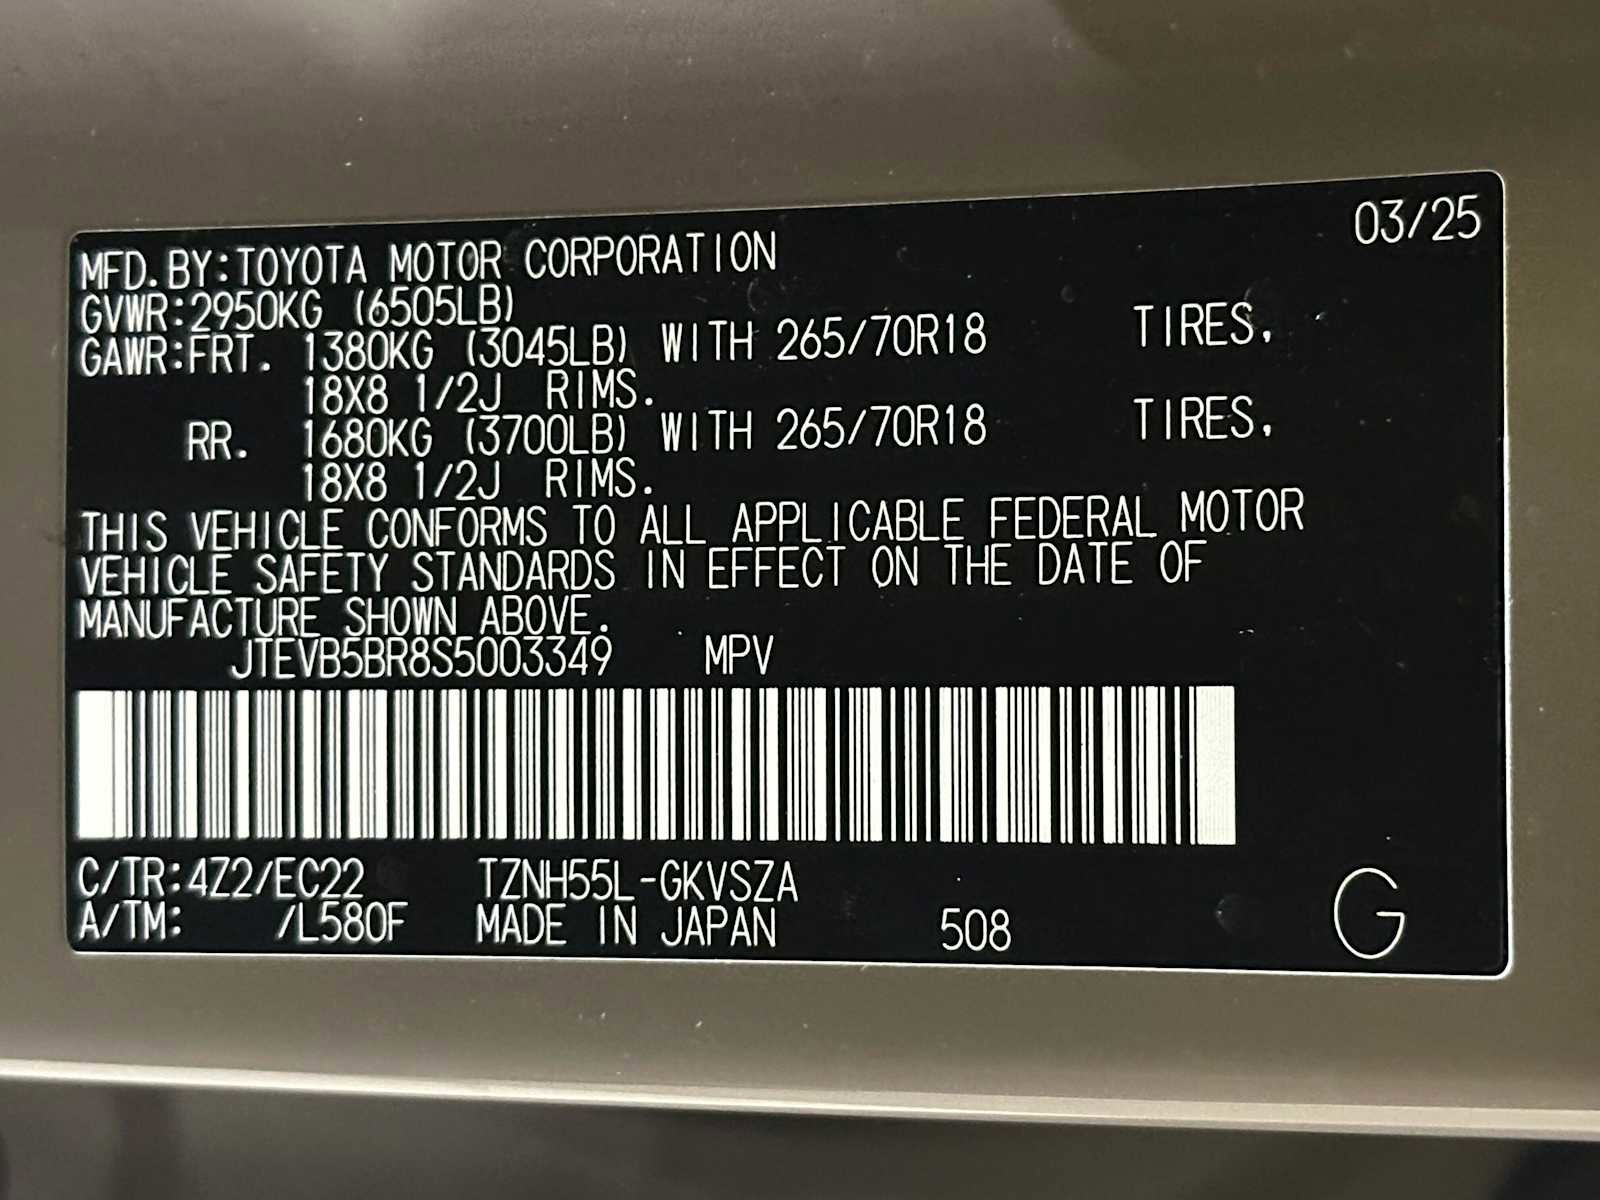 03/25
MFD.BY:TOYOTA MOTOR CORPORATION
GVWR:2950KG (6505LB)
GAWR:FRT. 1380KG (3045LB) WITH 265/70R18 TIRES,
18X8 1/2J RIMS.
RR. 1680KG (3700LB) WITH 265/70R18 TIRES,
18X8 1/2J RIMS.
THIS VEHICLE CONFORMS TO ALL APPLICABLE FEDERAL MOTOR
VEHICLE SAFETY STANDARDS IN EFFECT ON THE DATE OF
MANUFACTURE SHOWN ABOVE.
JTEVB5BR8S5003349 MPV
C/TR:4Z2/EC22 TZNH55L-GKVSZA
A/TM: /L580F MADE IN JAPAN 508 G